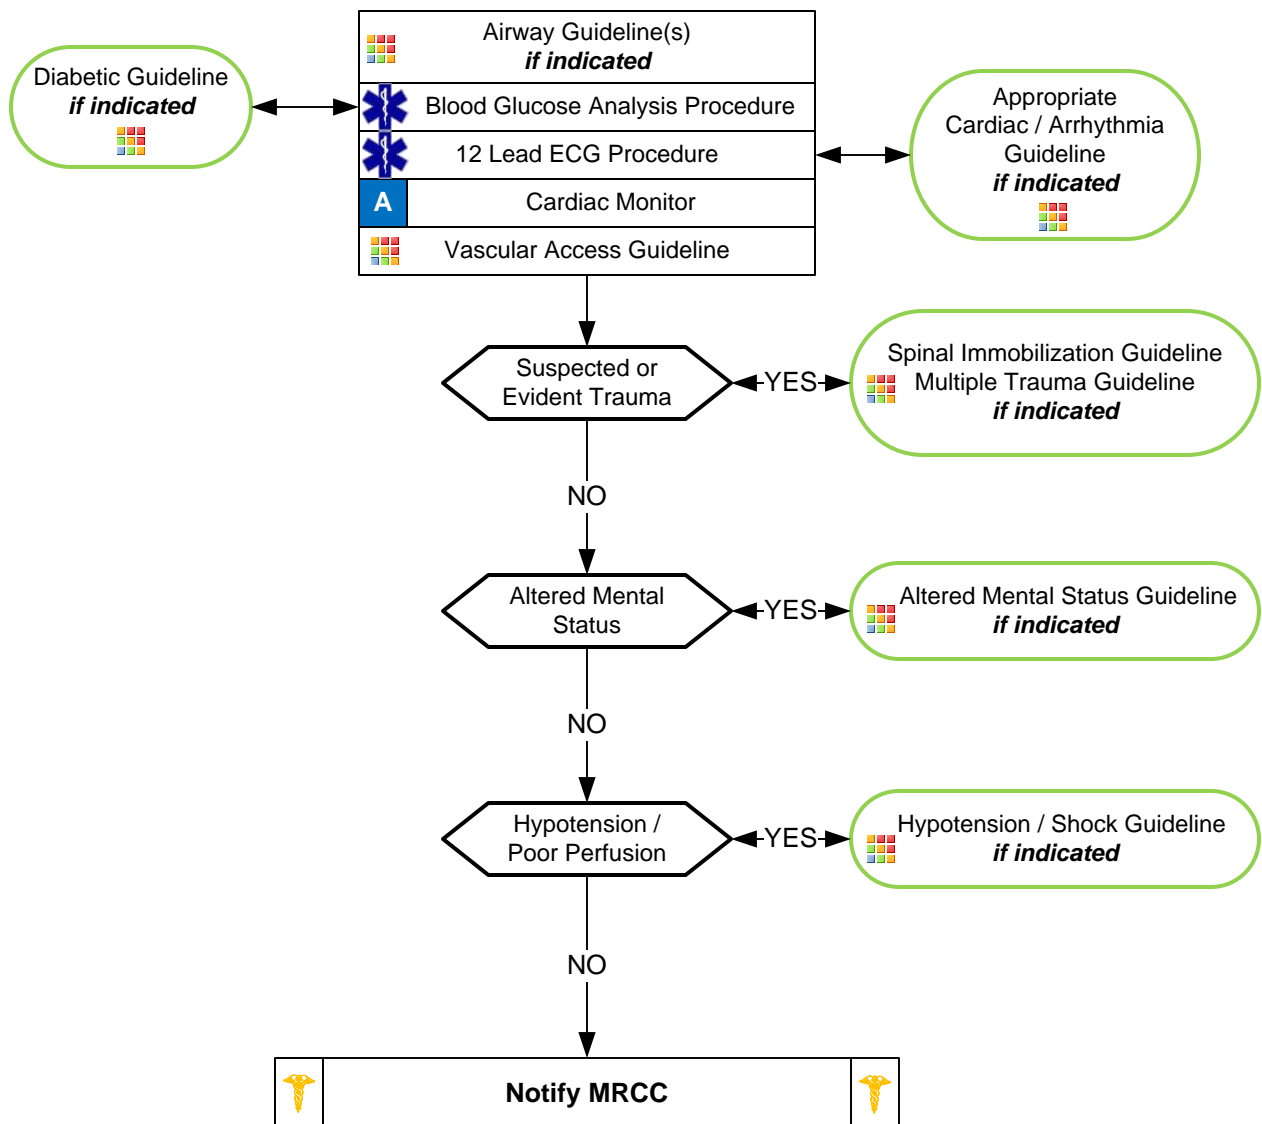 Airway Guideline(s)
if indicated
Diabetic Guideline
if indicated
Blood Glucose Analysis Procedure
12 Lead ECG Procedure
A
Cardiac Monitor
Vascular Access Guideline
Appropriate
Cardiac / Arrhythmia
Guideline
if indicated
Suspected or
Evident Trauma
YES
Spinal Immobilization Guideline
Multiple Trauma Guideline
if indicated
NO
Altered Mental
Status
YES
Altered Mental Status Guideline
if indicated
NO
Hypotension /
Poor Perfusion
YES
Hypotension / Shock Guideline
if indicated
NO
Notify MRCC